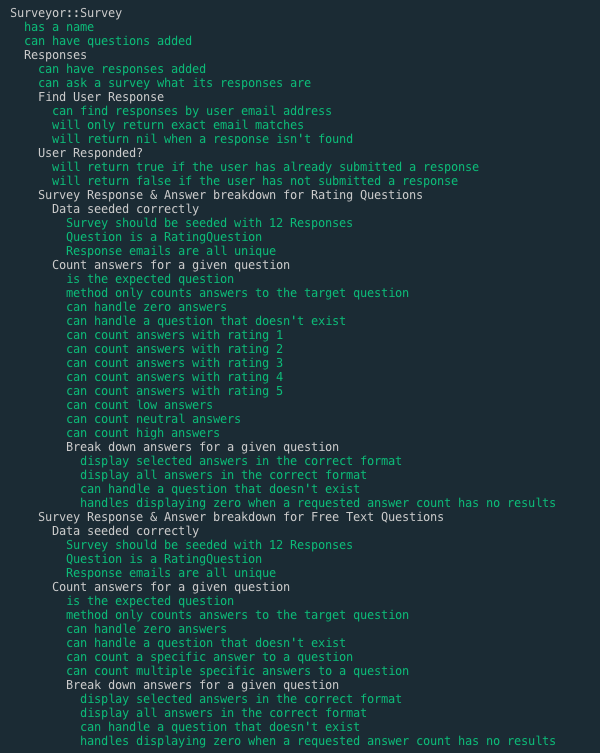 Surveyor::Survey
has a name
can have questions added
Responses
can have responses added
can ask a survey what its responses are
Find User Response
can find responses by user email address
will only return exact email matches
will return nil when a response isn't found
User Responded?
will return true if the user has already submitted a response
will return false if the user has not submitted a response
Survey Response & Answer breakdown for Rating Questions
Data seeded correctly
Survey should be seeded with 12 Responses
Question is a RatingQuestion
Response emails are all unique
Count answers for a given question
is the expected question
method only counts answers to the target question
can handle zero answers
can handle a question that doesn't exist
can count answers with rating 1
can count answers with rating 2
can count answers with rating 3
can count answers with rating 4
can count answers with rating 5
can count low answers
can count neutral answers
can count high answers
Break down answers for a given question
display selected answers in the correct format
display all answers in the correct format
can handle a question that doesn't exist
handles displaying zero when a requested answer count has no results
Survey Response & Answer breakdown for Free Text Questions
Data seeded correctly
Survey should be seeded with 12 Responses
Question is a RatingQuestion
Response emails are all unique
Count answers for a given question
is the expected question
method only counts answers to the target question
can handle zero answers
can handle a question that doesn't exist
can count a specific answer to a question
can count multiple specific answers to a question
Break down answers for a given question
display selected answers in the correct format
display all answers in the correct format
can handle a question that doesn't exist
handles displaying zero when a requested answer count has no results